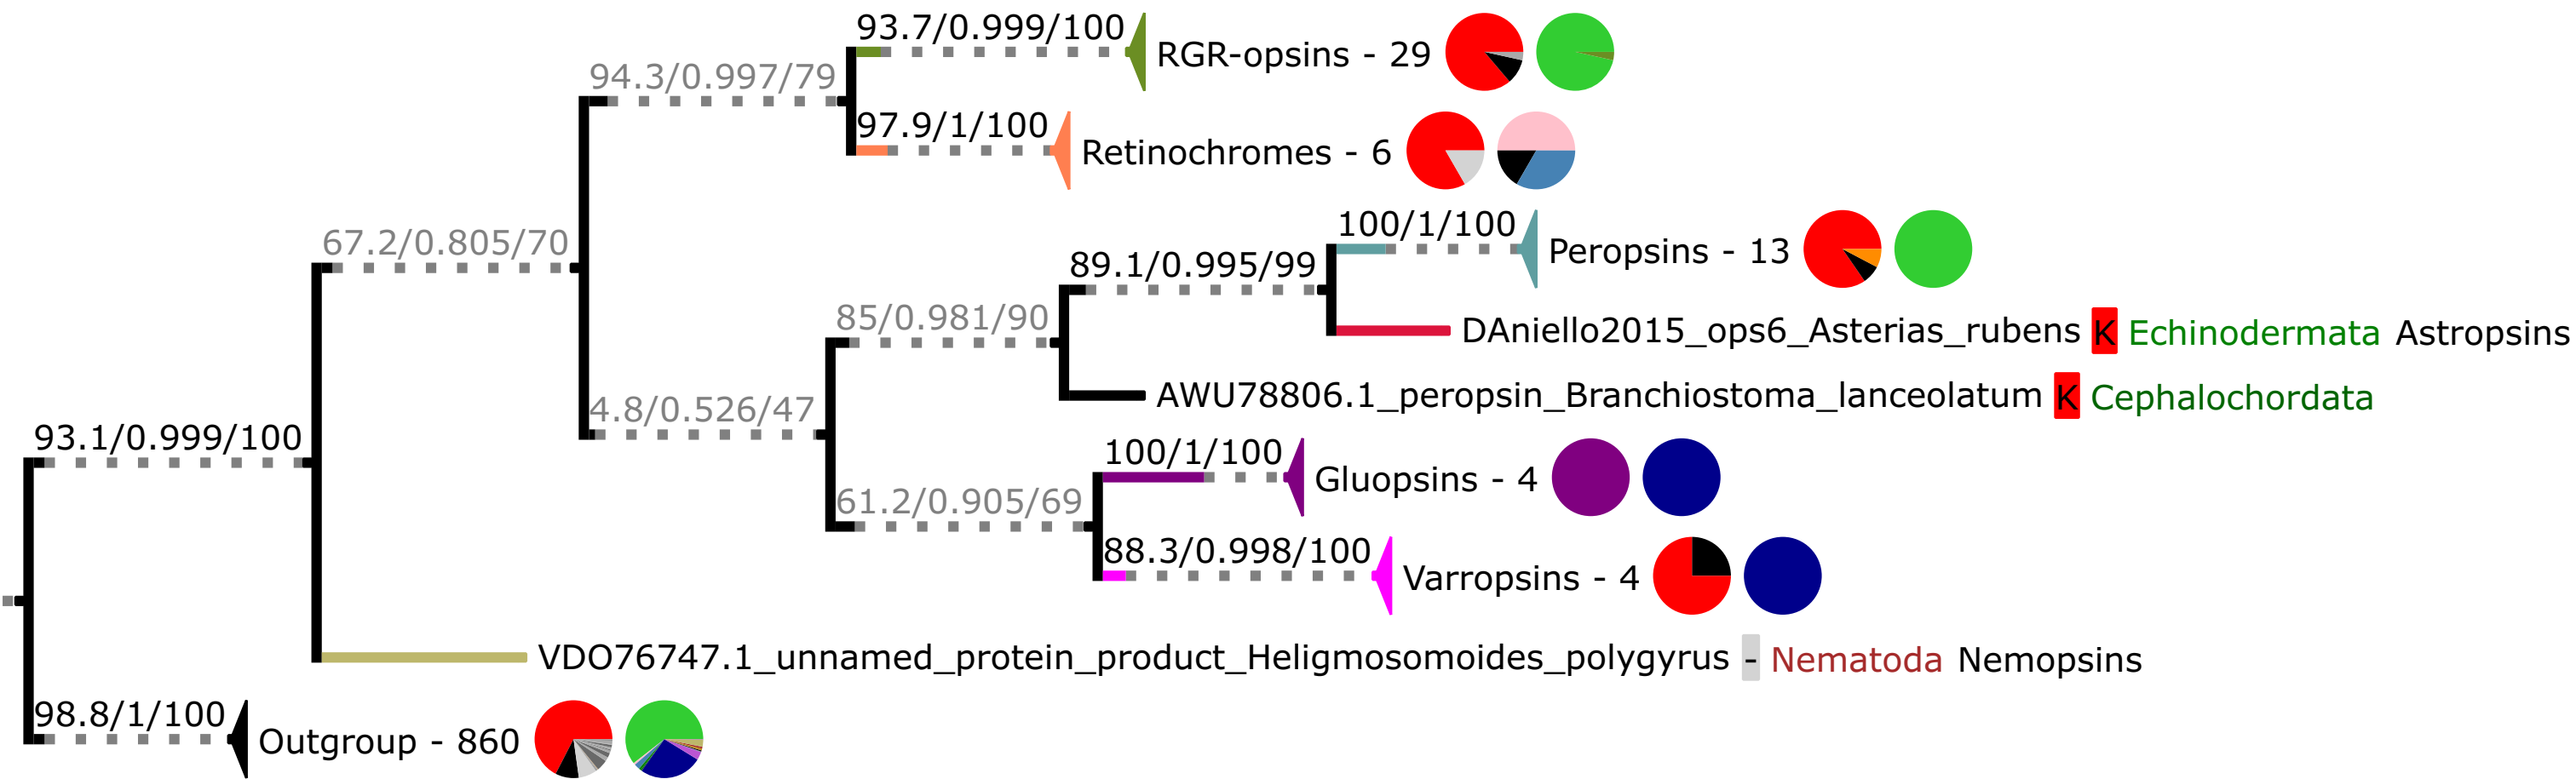 93.7/0.999/100
RGR-opsins - 29
94.3/0.997/79
97.9/1/100
Retinochromes - 6
100/1/100
67.2/0.805/70
Peropsins - 13
89.1/0.995/99
85/0.981/90
DAniello2015_ops6_Asterias_rubens K Echinodermata Astropsins
AWU78806.1_peropsin_Branchiostoma_lanceolatum K Cephalochordata
4.8/0.526/47
93.1/0.999/100
100/1/100
Gluopsins - 4
61.2/0.905/69
88.3/0.998/100
Varropsins - 4
VDO76747.1_unnamed_protein_product_Heligmosomoides_polygyrus - Nematoda Nemopsins
98.8/1/100
Outgroup - 860